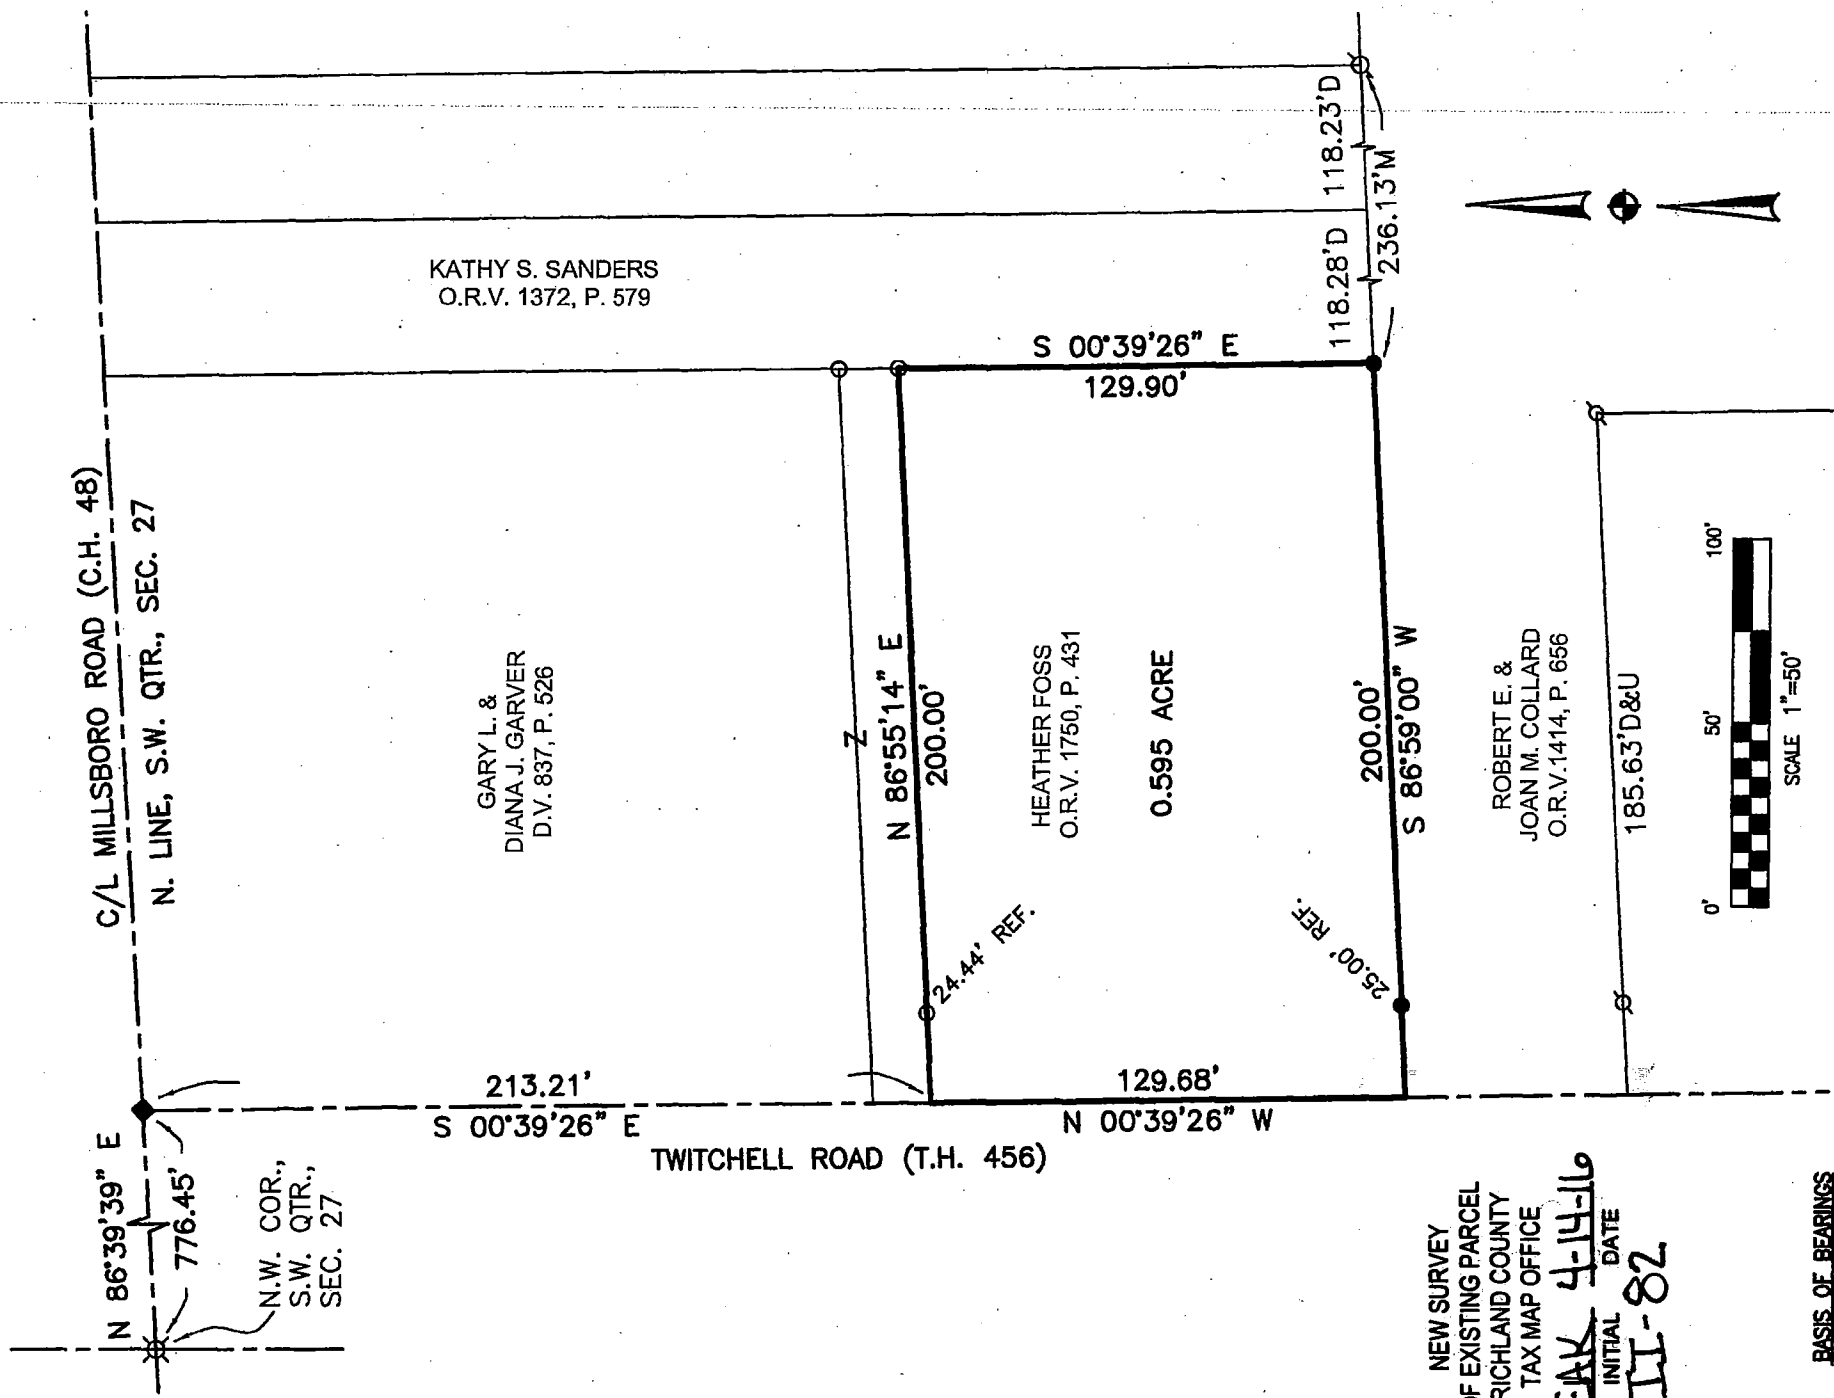 C/L MILLSBORO ROAD (C.H. 48)
N. LINE, S.W. QTR., SEC. 27
KATHY S. SANDERS
O.R.V. 1372, P. 579
118.23'D
118.28'D
236.13'M
S 00°39'26" E
129.90'
GARY L. &
DIANA J. GARVER
D.V. 837, P. 526
Z
N 86°55'14" E
200.00'
HEATHER FOSS
O.R.V. 1750, P. 431
0.595 ACRE
200.00'
S 86°59'00" W
ROBERT E. &
JOAN M. COLLARD
O.R.V.1414, P. 656
185.63'D&U
24.44' REF.
25.00' REF.
0' 50' 100'
SCALE 1"=50'
213.21'
S 00°39'26" E
129.68'
N 00°39'26" W
TWITCHELL ROAD (T.H. 456)
N 86°39'39" E
776.45'
N.W. COR.,
S.W. QTR.,
SEC. 27
NEW SURVEY
OF EXISTING PARCEL
RICHLAND COUNTY
TAX MAP OFFICE
4-14-16
INITIAL DATE
II-82
BASIS OF BEARINGS